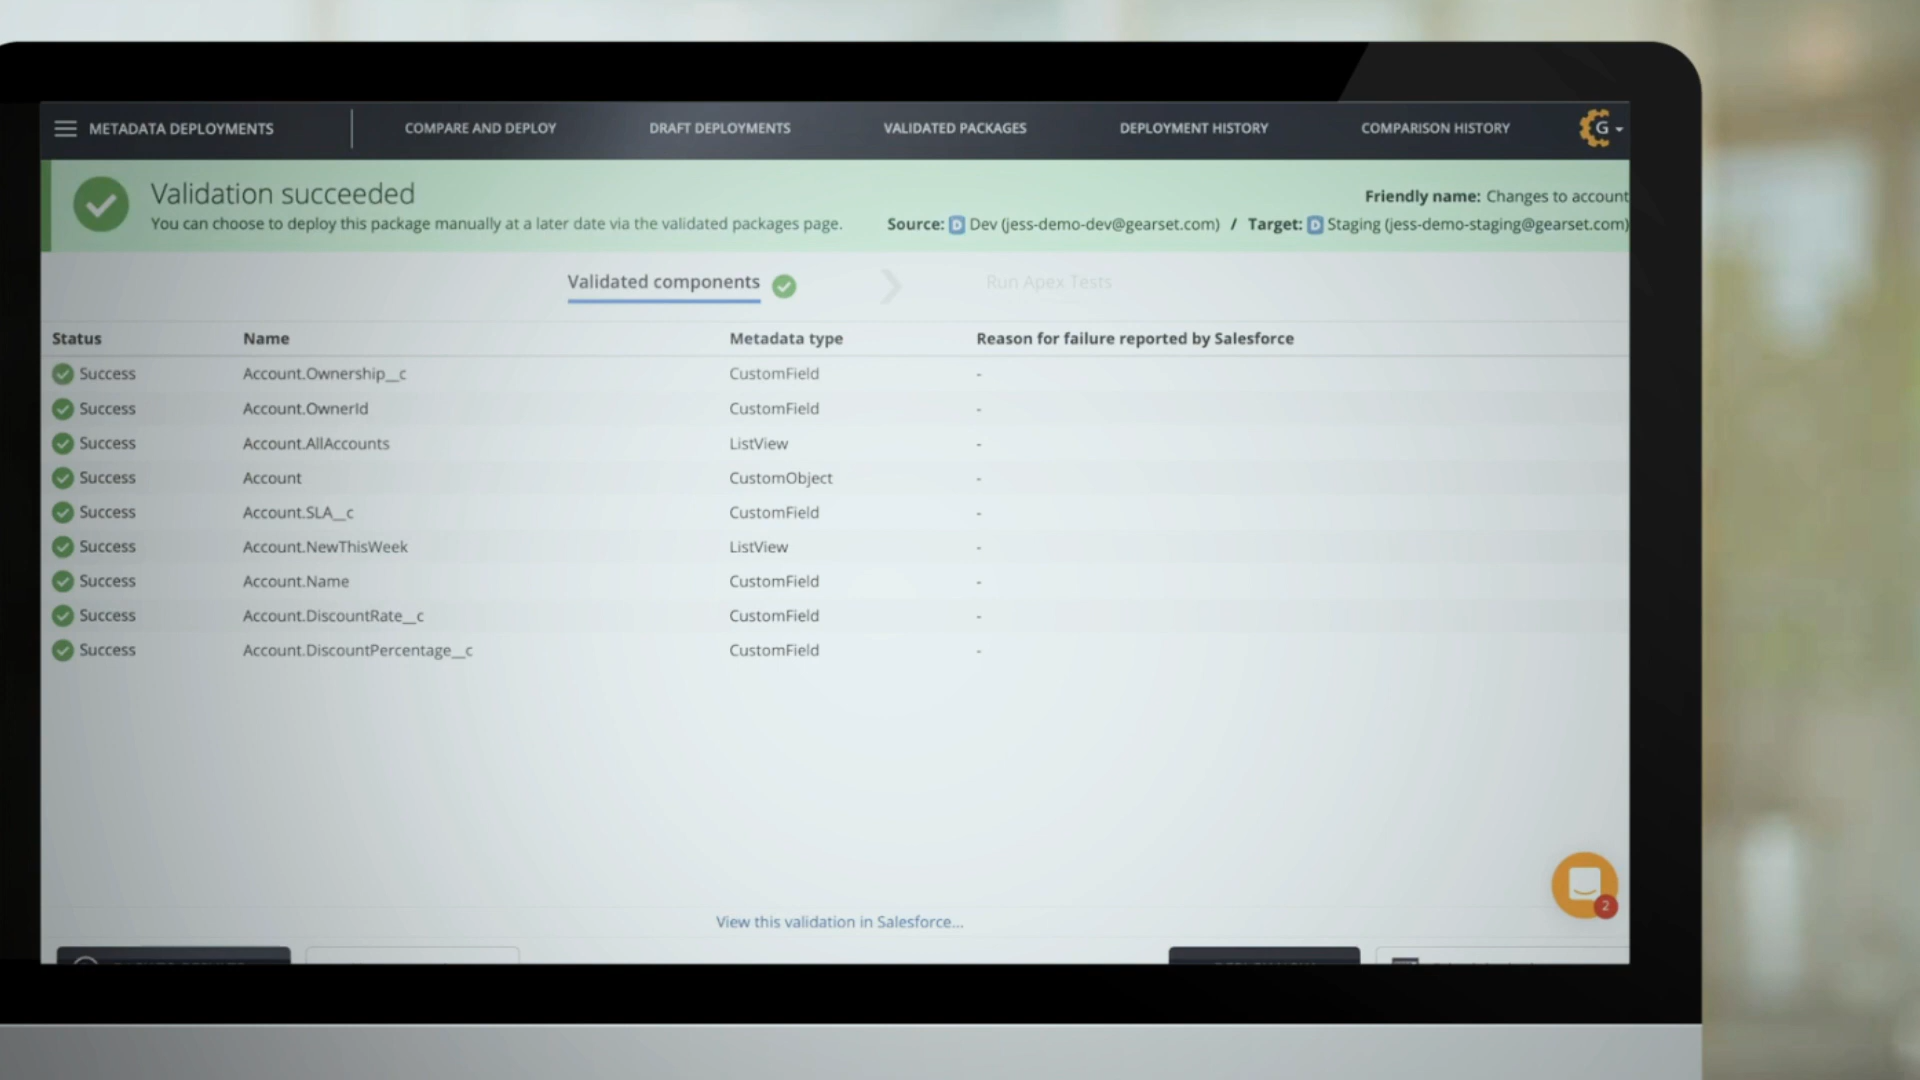 METADATA DEPLOYMENTS COMPARE AND DEPLOY DRAFT DEPLOYMENTS VALIDATED PACKAGES DEPLOYMENT HISTORY COMPARISON HISTORY G
Validation succeeded
Friendly name: Changes to account
You can choose to deploy this package manually at a later date via the validated packages page.
Source: D Dev (jess-demo-dev@gearset.com) / Target: D Staging (jess-demo-staging@gearset.com)
Validated components Run Apex Tests
Status Name Metadata type Reason for failure reported by Salesforce
Success Account.Ownership__c CustomField -
Success Account.OwnerId CustomField -
Success Account.AllAccounts ListView -
Success Account CustomObject -
Success Account.SLA__c CustomField -
Success Account.NewThisWeek ListView -
Success Account.Name CustomField -
Success Account.DiscountRate__c CustomField -
Success Account.DiscountPercentage__c CustomField -
2
View this validation in Salesforce...